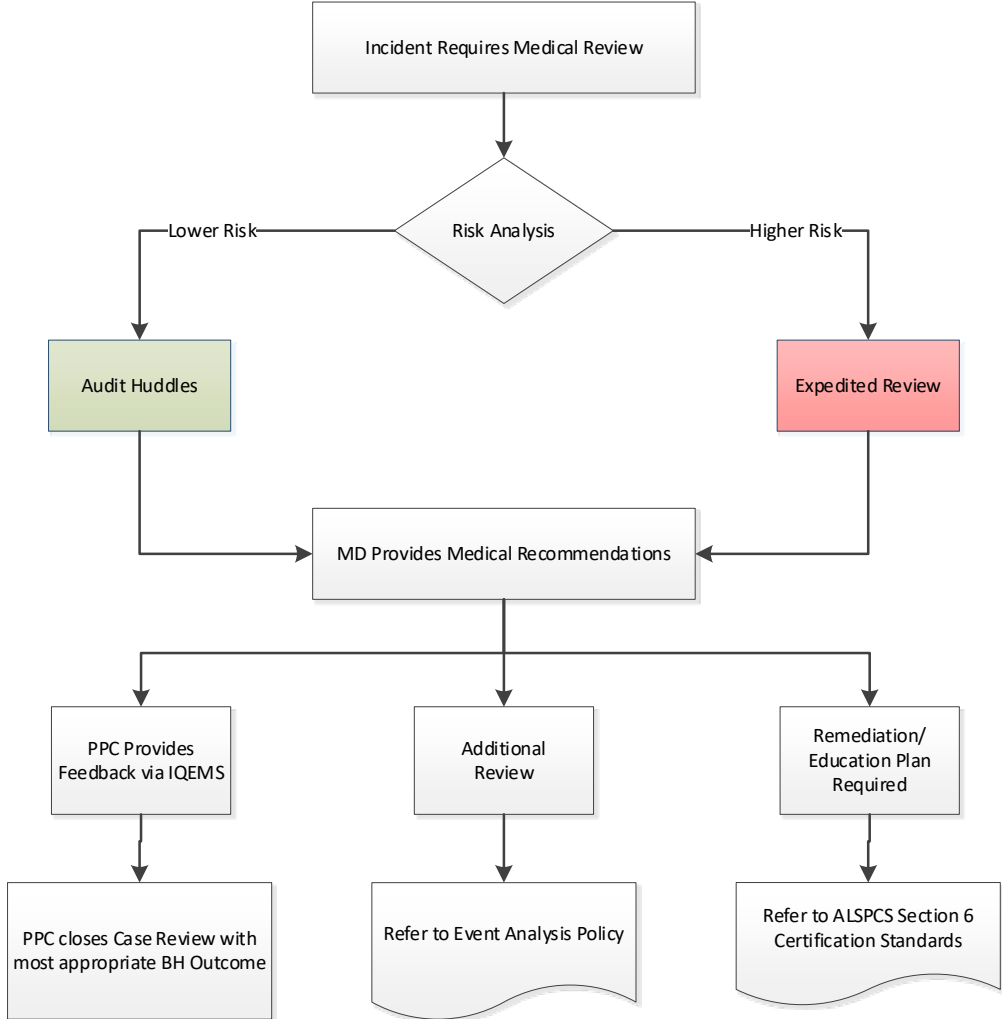 Incident Requires Medical Review
Risk Analysis
Lower Risk
Higher Risk
Audit Huddles
Expedited Review
MD Provides Medical Recommendations
PPC Provides
Feedback via IQEMS
Additional
Review
Remediation/
Education Plan
Required
PPC closes Case Review with
most appropriate BH Outcome
Refer to Event Analysis Policy
Refer to ALSPCS Section 6
Certification Standards